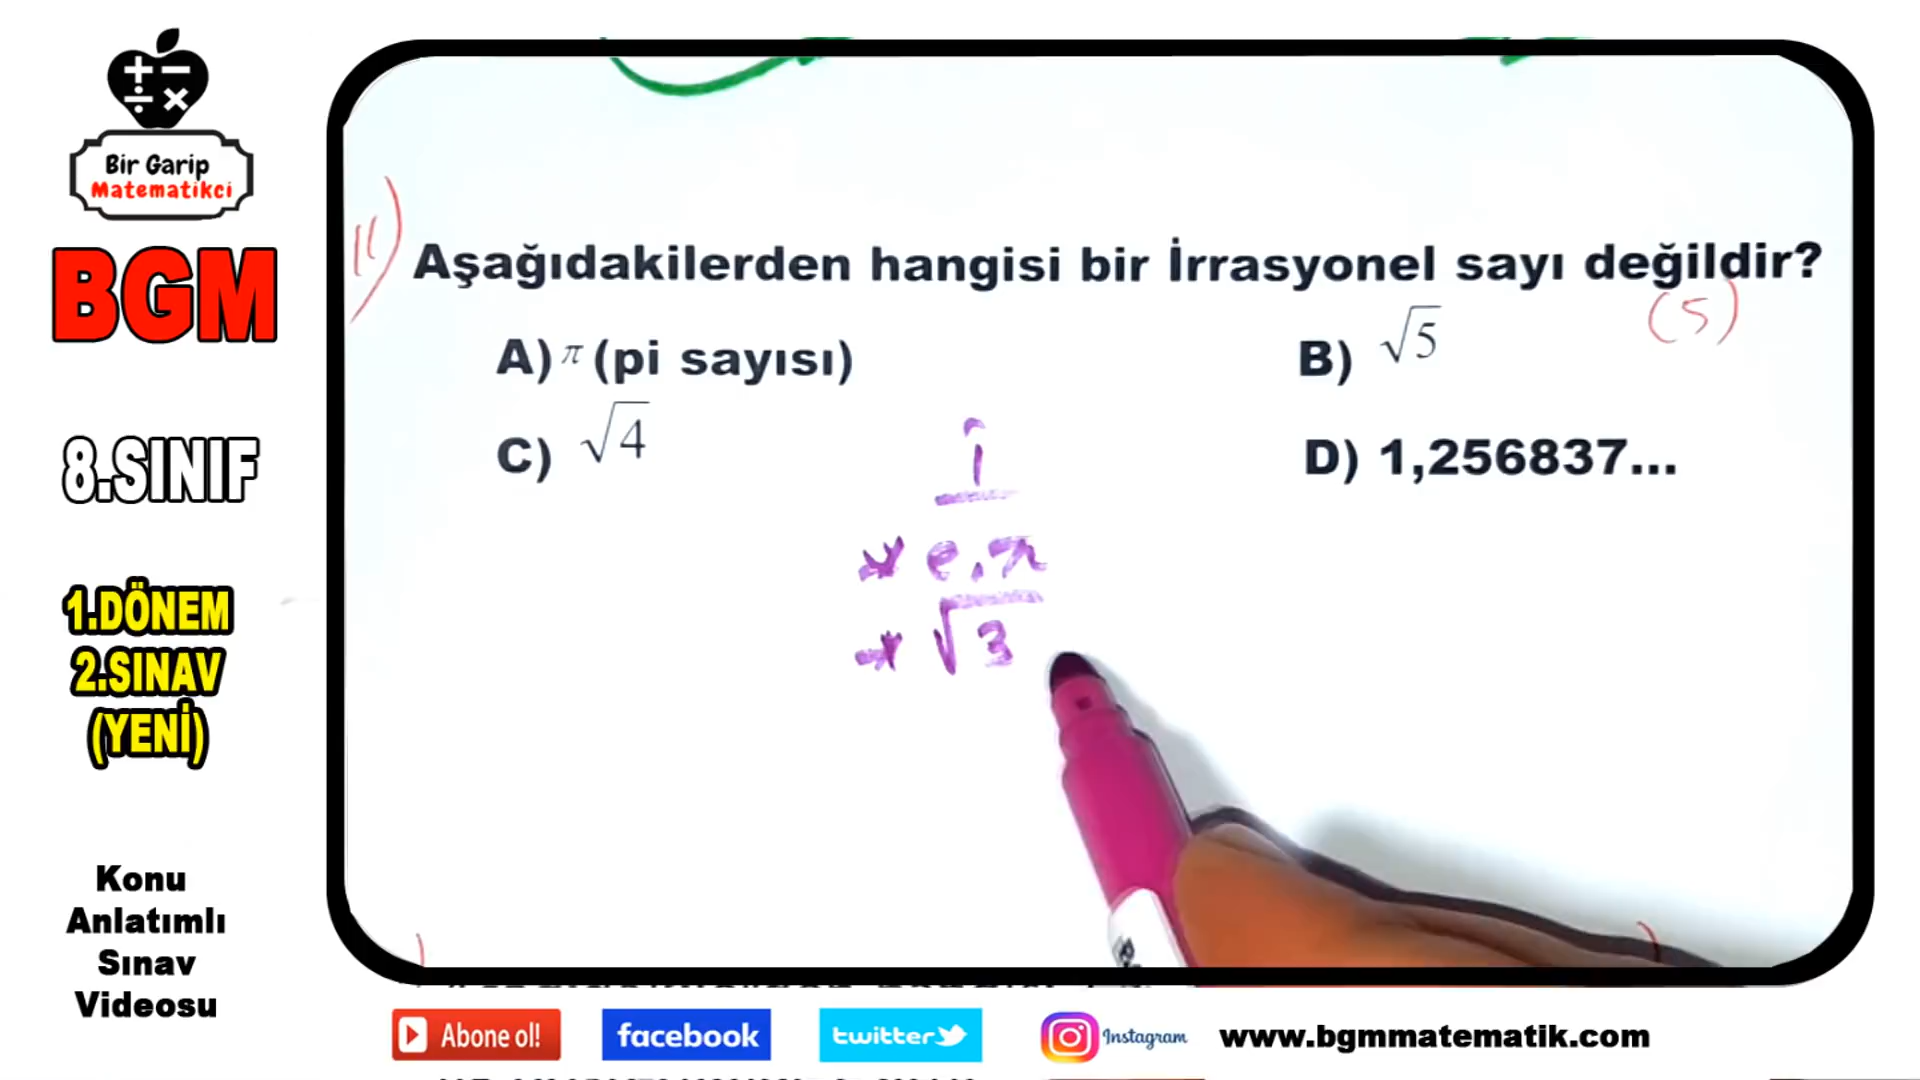 Bir Garip
Matematikci
BGM
8.SINIF
1.DÖNEM
2.SINAV
(YENİ)
Konu
Anlatımlı
Sınav
Videosu
11) Aşağıdakilerden hangisi bir İrrasyonel sayı değildir?
(5)
A) π (pi sayısı)
B) √5
C) √4
D) 1,256837...
İ
* e, π
* √3
Abone ol!
facebook
twitter
Instagram
www.bgmmatematik.com